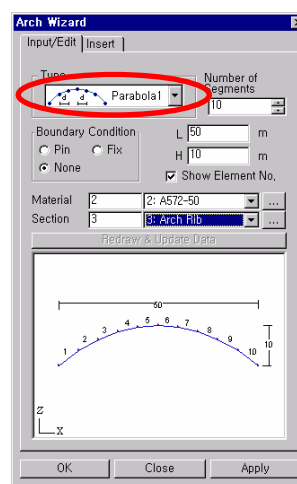 Arch Wizard
Input/Edit Insert
Type
d d Parabola1
Number of
Segments
10
Boundary Condition
Pin Fix
None
L 50 m
H 10 m
Show Element No.
Material 2 2: A572-50 ...
Section 3 3: Arch Rib ...
Redraw & Update Data
50
1 2 3 4 5 6 7 8 9 10
10
Z
X
OK Close Apply